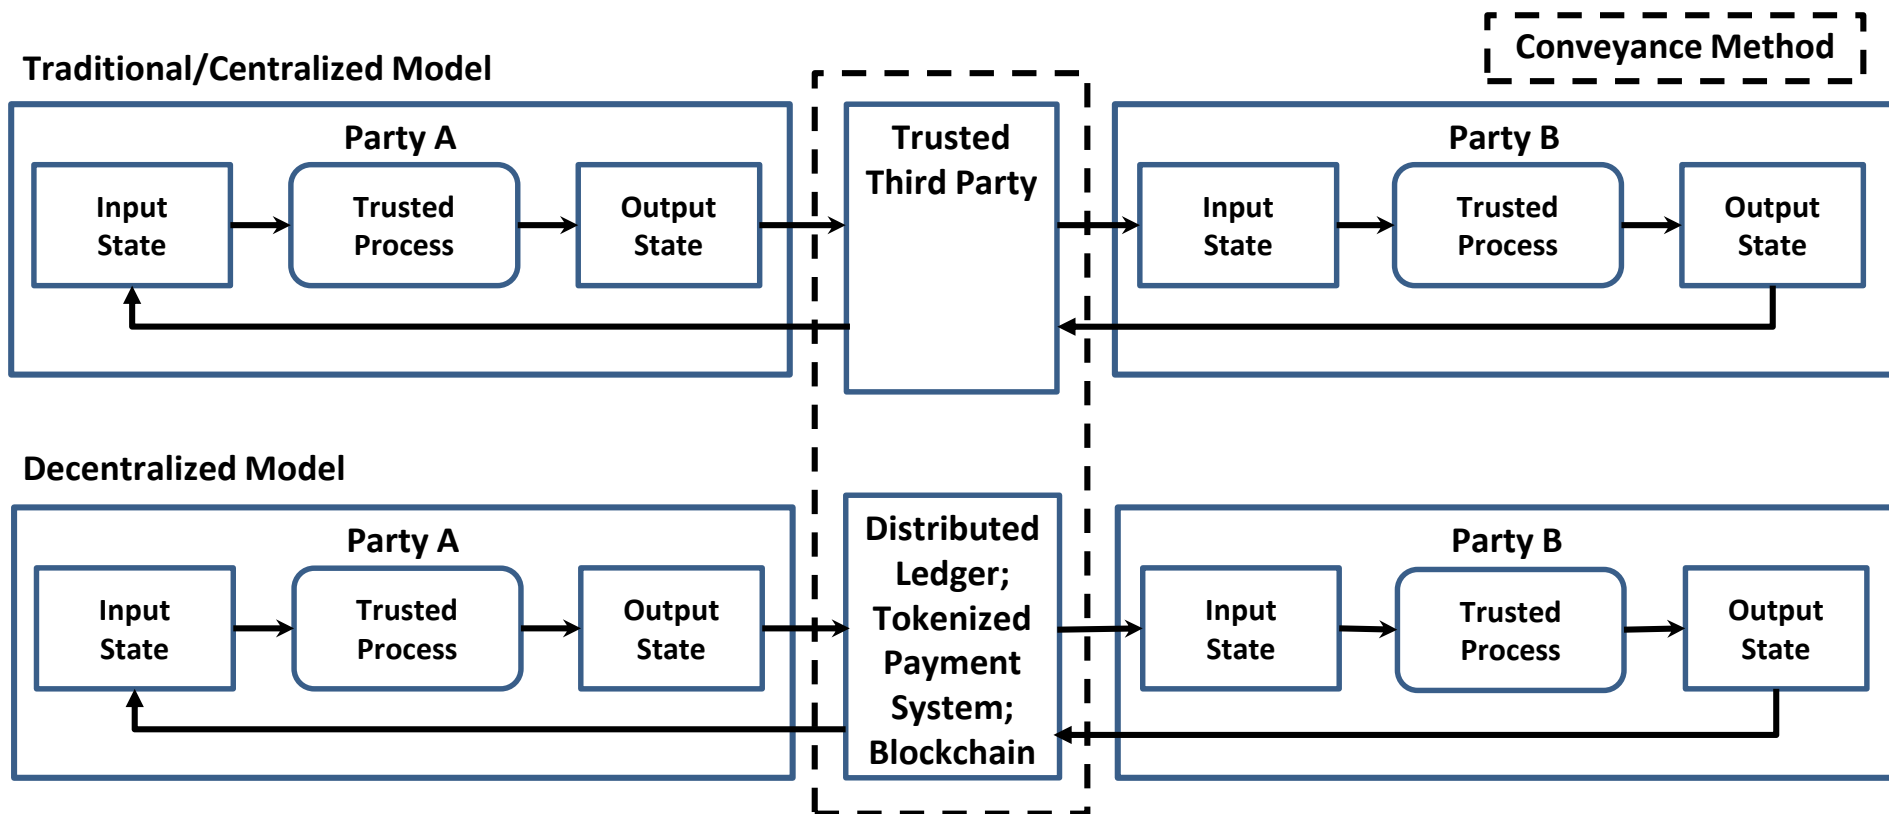 Conveyance Method
Traditional/Centralized Model
Party A
Input
State
Trusted
Process
Output
State
Trusted
Third Party
Party B
Input
State
Trusted
Process
Output
State
Decentralized Model
Party A
Input
State
Trusted
Process
Output
State
Distributed
Ledger;
Tokenized
Payment
System;
Blockchain
Party B
Input
State
Trusted
Process
Output
State